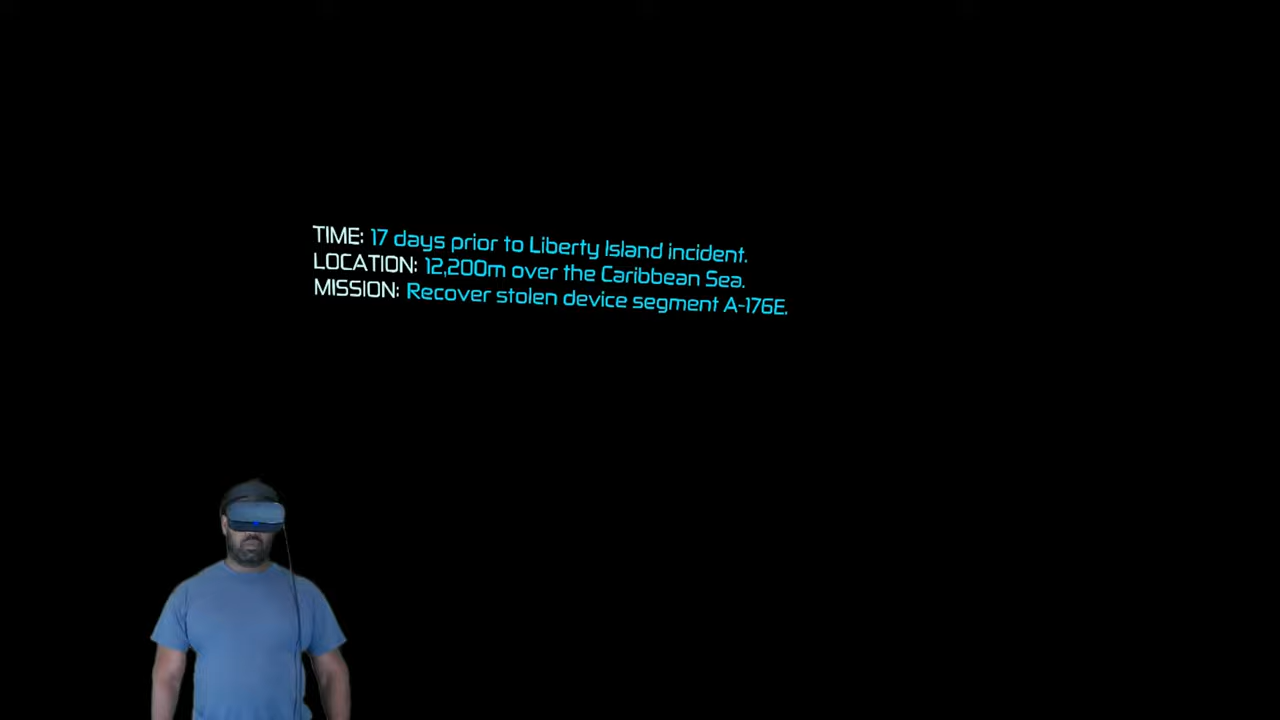 TIME: 17 days prior to Liberty Island incident.
LOCATION: 12,200m over the Caribbean Sea.
MISSION: Recover stolen device segment A-176E.